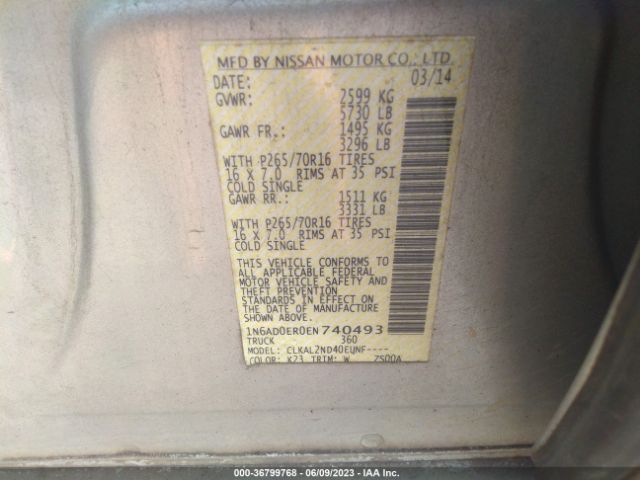 MFD BY NISSAN MOTOR CO., LTD.
DATE: 03/14
GVWR: 2599 KG
5730 LB
GAWR FR.: 1495 KG
3296 LB
WITH P265/70R16 TIRES
16 X 7.0 RIMS AT 35 PSI
COLD SINGLE
GAWR RR.: 1511 KG
3331 LB
WITH P265/70R16 TIRES
16 X 7.0 RIMS AT 35 PSI
COLD SINGLE
THIS VEHICLE CONFORMS TO
ALL APPLICABLE FEDERAL
MOTOR VEHICLE SAFETY AND
THEFT PREVENTION
STANDARDS IN EFFECT ON
THE DATE OF MANUFACTURE
SHOWN ABOVE.
1N6AD0ER0EN740493
TRUCK 360
MODEL: CLKAL2ND40EUNF----
COLOR: K23 TRIM: W ZS00A
000-36799768 | 06/09/2023 | IAA Inc.